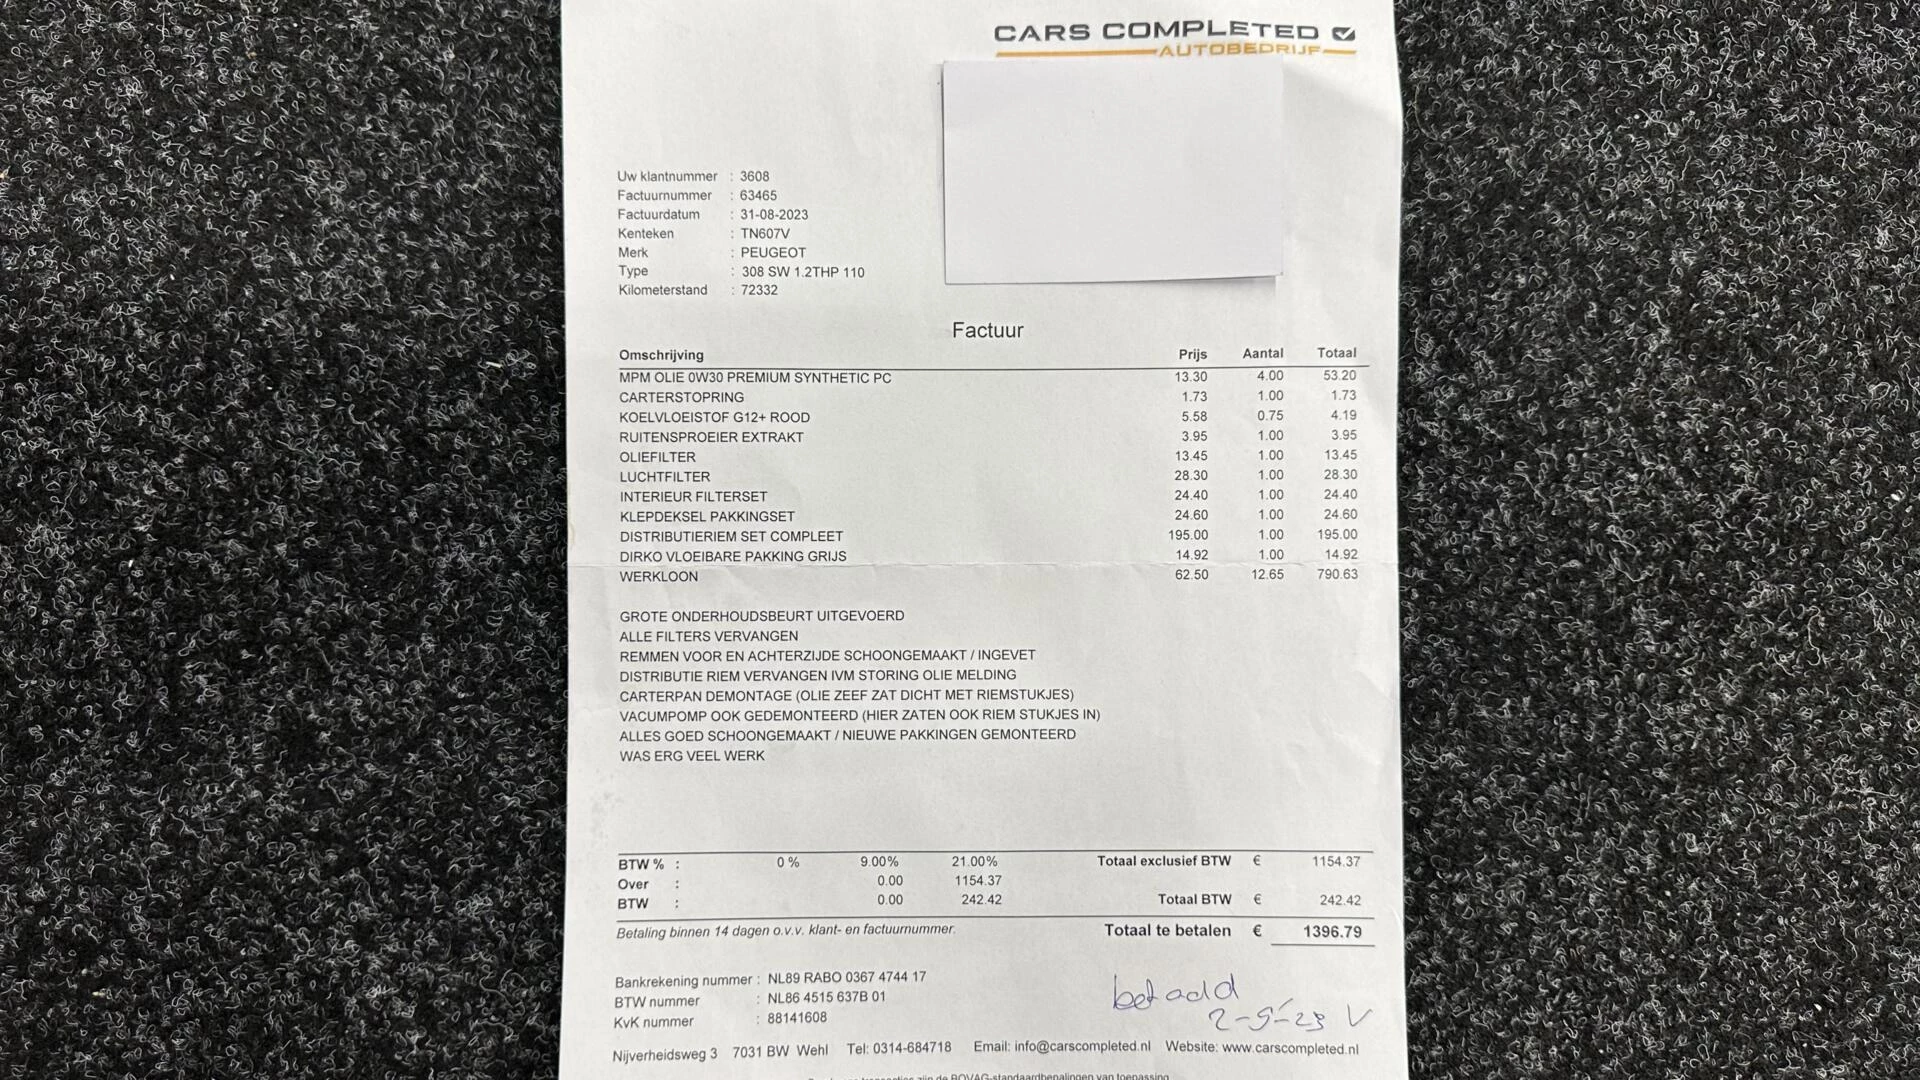 CARS COMPLETED
AUTOBEDRIJF
Uw klantnummer : 3608
Factuurnummer : 63465
Factuurdatum : 31-08-2023
Kenteken : TN607V
Merk : PEUGEOT
Type : 308 SW 1.2THP 110
Kilometerstand : 72332
Factuur
Omschrijving Prijs Aantal Totaal
MPM OLIE 0W30 PREMIUM SYNTHETIC PC 13.30 4.00 53.20
CARTERSTOPRING 1.73 1.00 1.73
KOELVLOEISTOF G12+ ROOD 5.58 0.75 4.19
RUITENSPROEIER EXTRAKT 3.95 1.00 3.95
OLIEFILTER 13.45 1.00 13.45
LUCHTFILTER 28.30 1.00 28.30
INTERIEUR FILTERSET 24.40 1.00 24.40
KLEPDEKSEL PAKKINGSET 24.60 1.00 24.60
DISTRIBUTIERIEM SET COMPLEET 195.00 1.00 195.00
DIRKO VLOEIBARE PAKKING GRIJS 14.92 1.00 14.92
WERKLOON 62.50 12.65 790.63
GROTE ONDERHOUDSBEURT UITGEVOERD
ALLE FILTERS VERVANGEN
REMMEN VOOR EN ACHTERZIJDE SCHOONGEMAAKT / INGEVET
DISTRIBUTIE RIEM VERVANGEN IVM STORING OLIE MELDING
CARTERPAN DEMONTAGE (OLIE ZEEF ZAT DICHT MET RIEMSTUKJES)
VACUMPOMP OOK GEDEMONTEERD (HIER ZATEN OOK RIEM STUKJES IN)
ALLES GOED SCHOONGEMAAKT / NIEUWE PAKKINGEN GEMONTEERD
WAS ERG VEEL WERK
BTW % : 0 % 9.00% 21.00% Totaal exclusief BTW € 1154.37
Over : 0.00 1154.37
BTW : 0.00 242.42 Totaal BTW € 242.42
Betaling binnen 14 dagen o.v.v. klant- en factuurnummer. Totaal te betalen € 1396.79
Bankrekening nummer : NL89 RABO 0367 4744 17
BTW nummer : NL86 4515 637B 01
KvK nummer : 88141608
betaald
2-9-23 V
Nijverheidsweg 3 7031 BW Wehl Tel: 0314-684718 Email: info@carscompleted.nl Website: www.carscompleted.nl
zijn de BOVAG-standaardbepalingen van toepassing